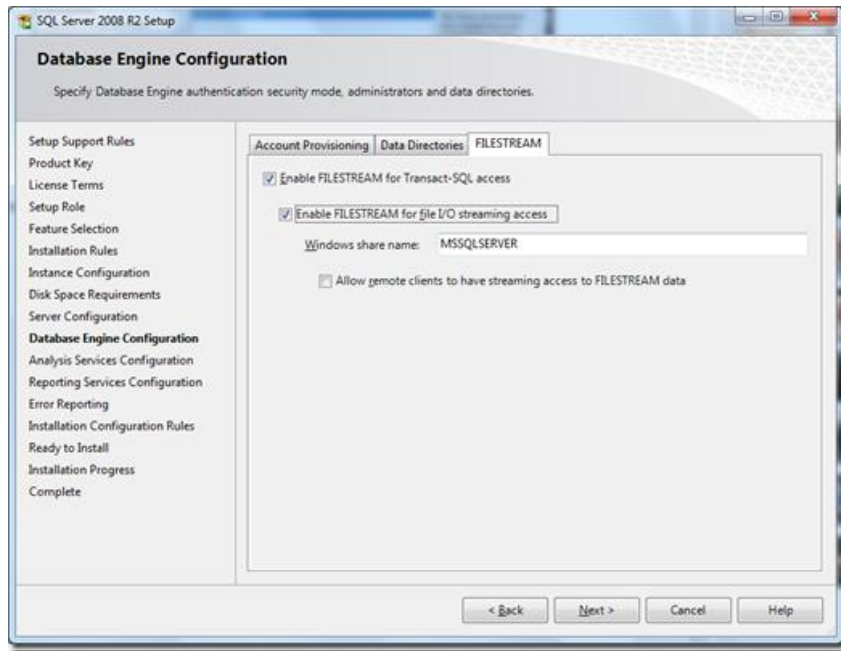 SQL Server 2008 R2 Setup
Database Engine Configuration
Specify Database Engine authentication security mode, administrators and data directories.
Setup Support Rules
Product Key
License Terms
Setup Role
Feature Selection
Installation Rules
Instance Configuration
Disk Space Requirements
Server Configuration
Database Engine Configuration
Analysis Services Configuration
Reporting Services Configuration
Error Reporting
Installation Configuration Rules
Ready to Install
Installation Progress
Complete
Account Provisioning Data Directories FILESTREAM
Enable FILESTREAM for Transact-SQL access
Enable FILESTREAM for file I/O streaming access
Windows share name: MSSQLSERVER
Allow remote clients to have streaming access to FILESTREAM data
< Back Next > Cancel Help